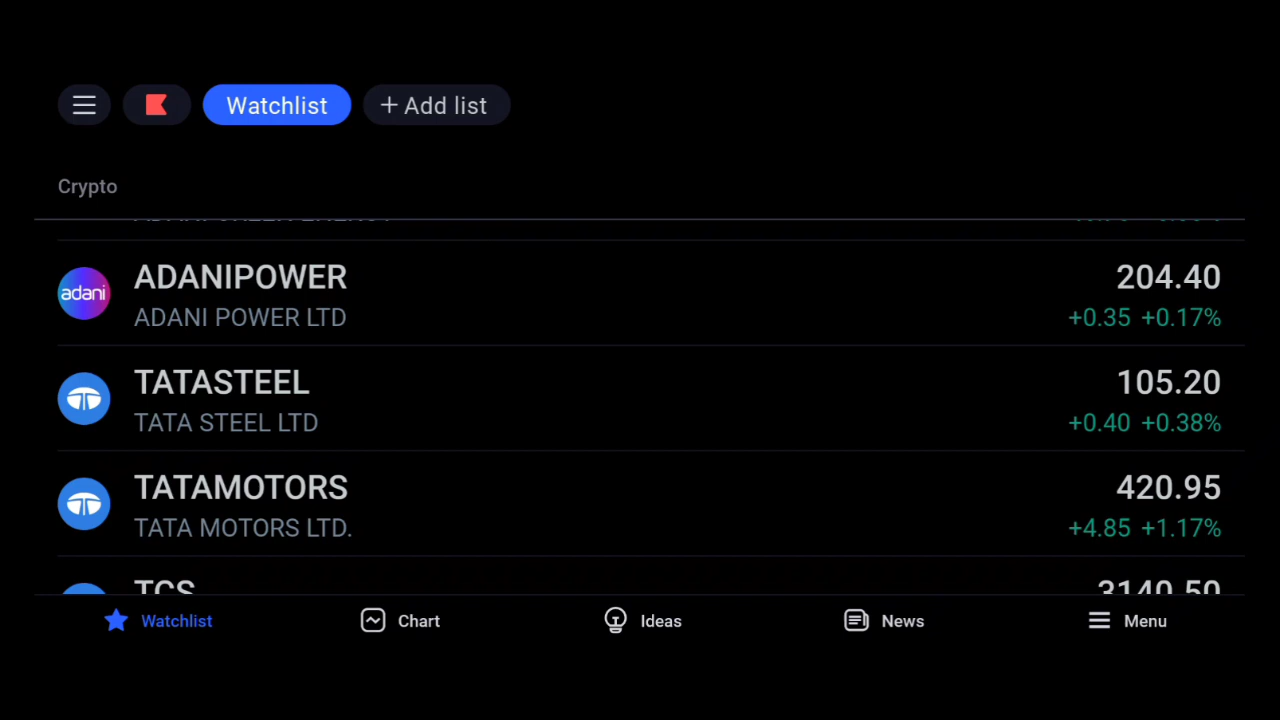 Watchlist
+ Add list
Crypto
adani
ADANIPOWER
204.40
ADANI POWER LTD
+0.35 +0.17%
TATASTEEL
105.20
TATA STEEL LTD
+0.40 +0.38%
TATAMOTORS
420.95
TATA MOTORS LTD.
+4.85 +1.17%
TCS
3140.50
Watchlist
Chart
Ideas
News
Menu